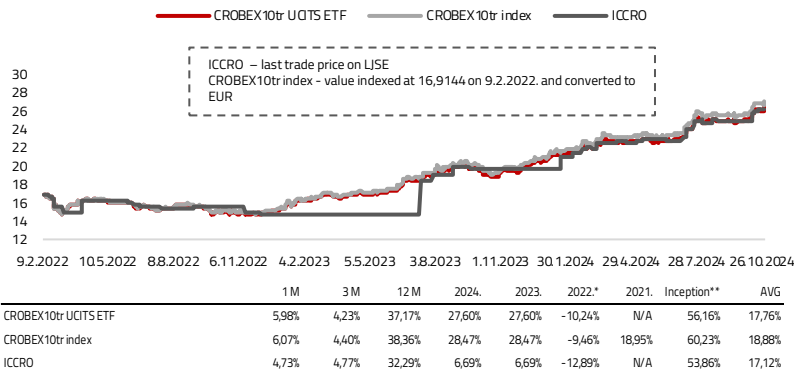 CROBEX10tr UCITS ETF CROBEX10tr index ICCRO
ICCRO – last trade price on LJSE
CROBEX10tr index - value indexed at 16,9144 on 9.2.2022. and converted to
EUR
30
28
26
24
22
20
18
16
14
12
9.2.2022 10.5.2022 8.8.2022 6.11.2022 4.2.2023 5.5.2023 3.8.2023 1.11.2023 30.1.2024 29.4.2024 28.7.2024 26.10.2024
1 M 3 M 12 M 2024. 2023. 2022.* 2021. Inception** AVG
CROBEX10tr UCITS ETF 5,98% 4,23% 37,17% 27,60% 27,60% -10,24% N/A 56,16% 17,76%
CROBEX10tr index 6,07% 4,40% 38,36% 28,47% 28,47% -9,46% 18,95% 60,23% 18,88%
ICCRO 4,73% 4,77% 32,29% 6,69% 6,69% -12,89% N/A 53,86% 17,12%